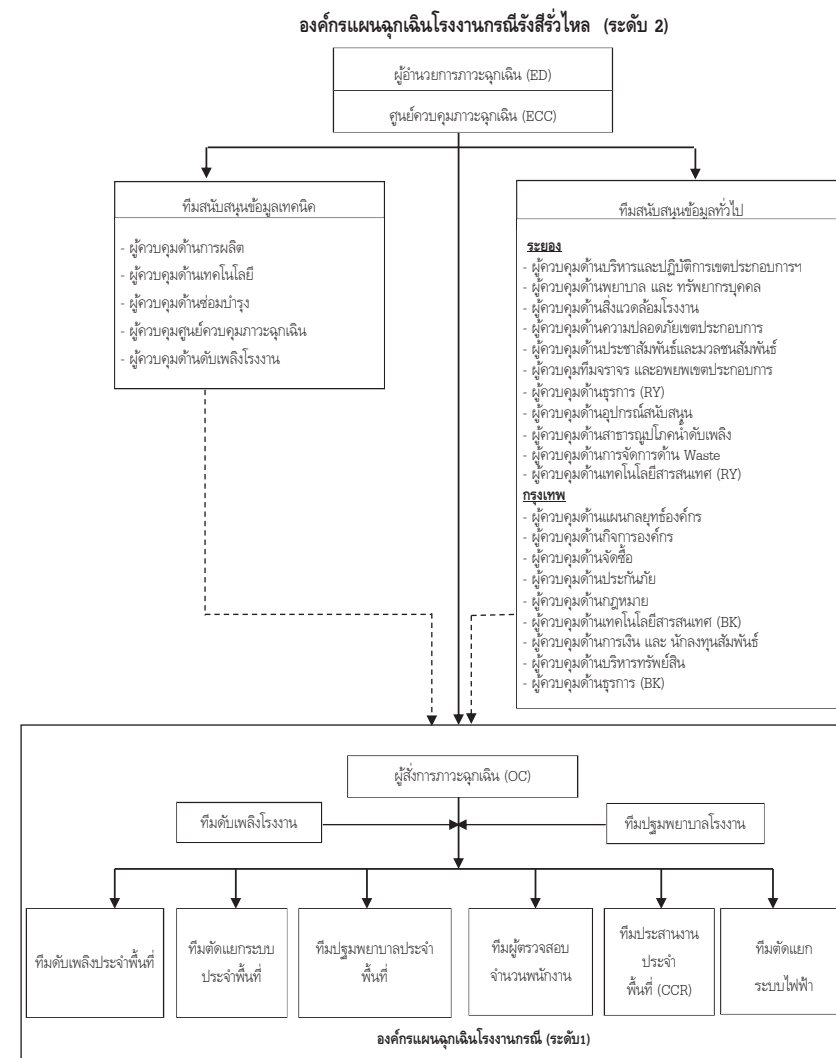 องค์กรแผนฉุกเฉินโรงงานกรณีรังสีรั่วไหล (ระดับ 2)
ผู้อำนวยการภาวะฉุกเฉิน (ED)
ศูนย์ควบคุมภาวะฉุกเฉิน (ECC)
ทีมสนับสนุนข้อมูลเทคนิค
- ผู้ควบคุมด้านการผลิต
- ผู้ควบคุมด้านเทคโนโลยี
- ผู้ควบคุมด้านซ่อมบำรุง
- ผู้ควบคุมศูนย์ควบคุมภาวะฉุกเฉิน
- ผู้ควบคุมด้านดับเพลิงโรงงาน
ทีมสนับสนุนข้อมูลทั่วไป
ระยอง
- ผู้ควบคุมด้านบริหารและปฏิบัติการเขตประกอบการฯ
- ผู้ควบคุมด้านพยาบาล และ ทรัพยากรบุคคล
- ผู้ควบคุมด้านสิ่งแวดล้อมโรงงาน
- ผู้ควบคุมด้านความปลอดภัยเขตประกอบการ
- ผู้ควบคุมด้านประชาสัมพันธ์และมวลชนสัมพันธ์
- ผู้ควบคุมทีมจราจร และอพยพเขตประกอบการ
- ผู้ควบคุมด้านธุรการ (RY)
- ผู้ควบคุมด้านอุปกรณ์สนับสนุน
- ผู้ควบคุมด้านสาธารณูปโภคน้ำดับเพลิง
- ผู้ควบคุมด้านการจัดการด้าน Waste
- ผู้ควบคุมด้านเทคโนโลยีสารสนเทศ (RY)
กรุงเทพ
- ผู้ควบคุมด้านแผนกลยุทธ์องค์กร
- ผู้ควบคุมด้านกิจการองค์กร
- ผู้ควบคุมด้านจัดซื้อ
- ผู้ควบคุมด้านประกันภัย
- ผู้ควบคุมด้านกฎหมาย
- ผู้ควบคุมด้านเทคโนโลยีสารสนเทศ (BK)
- ผู้ควบคุมด้านการเงิน และ นักลงทุนสัมพันธ์
- ผู้ควบคุมด้านบริหารทรัพย์สิน
- ผู้ควบคุมด้านธุรการ (BK)
ผู้สั่งการภาวะฉุกเฉิน (OC)
ทีมดับเพลิงโรงงาน
ทีมปฐมพยาบาลโรงงาน
ทีมดับเพลิงประจำพื้นที่
ทีมตัดแยกระบบ
ประจำพื้นที่
ทีมปฐมพยาบาลประจำ
พื้นที่
ทีมผู้ตรวจสอบ
จำนวนพนักงาน
ทีมประสานงาน
ประจำ
พื้นที่ (CCR)
ทีมตัดแยก
ระบบไฟฟ้า
องค์กรแผนฉุกเฉินโรงงานกรณี (ระดับ1)